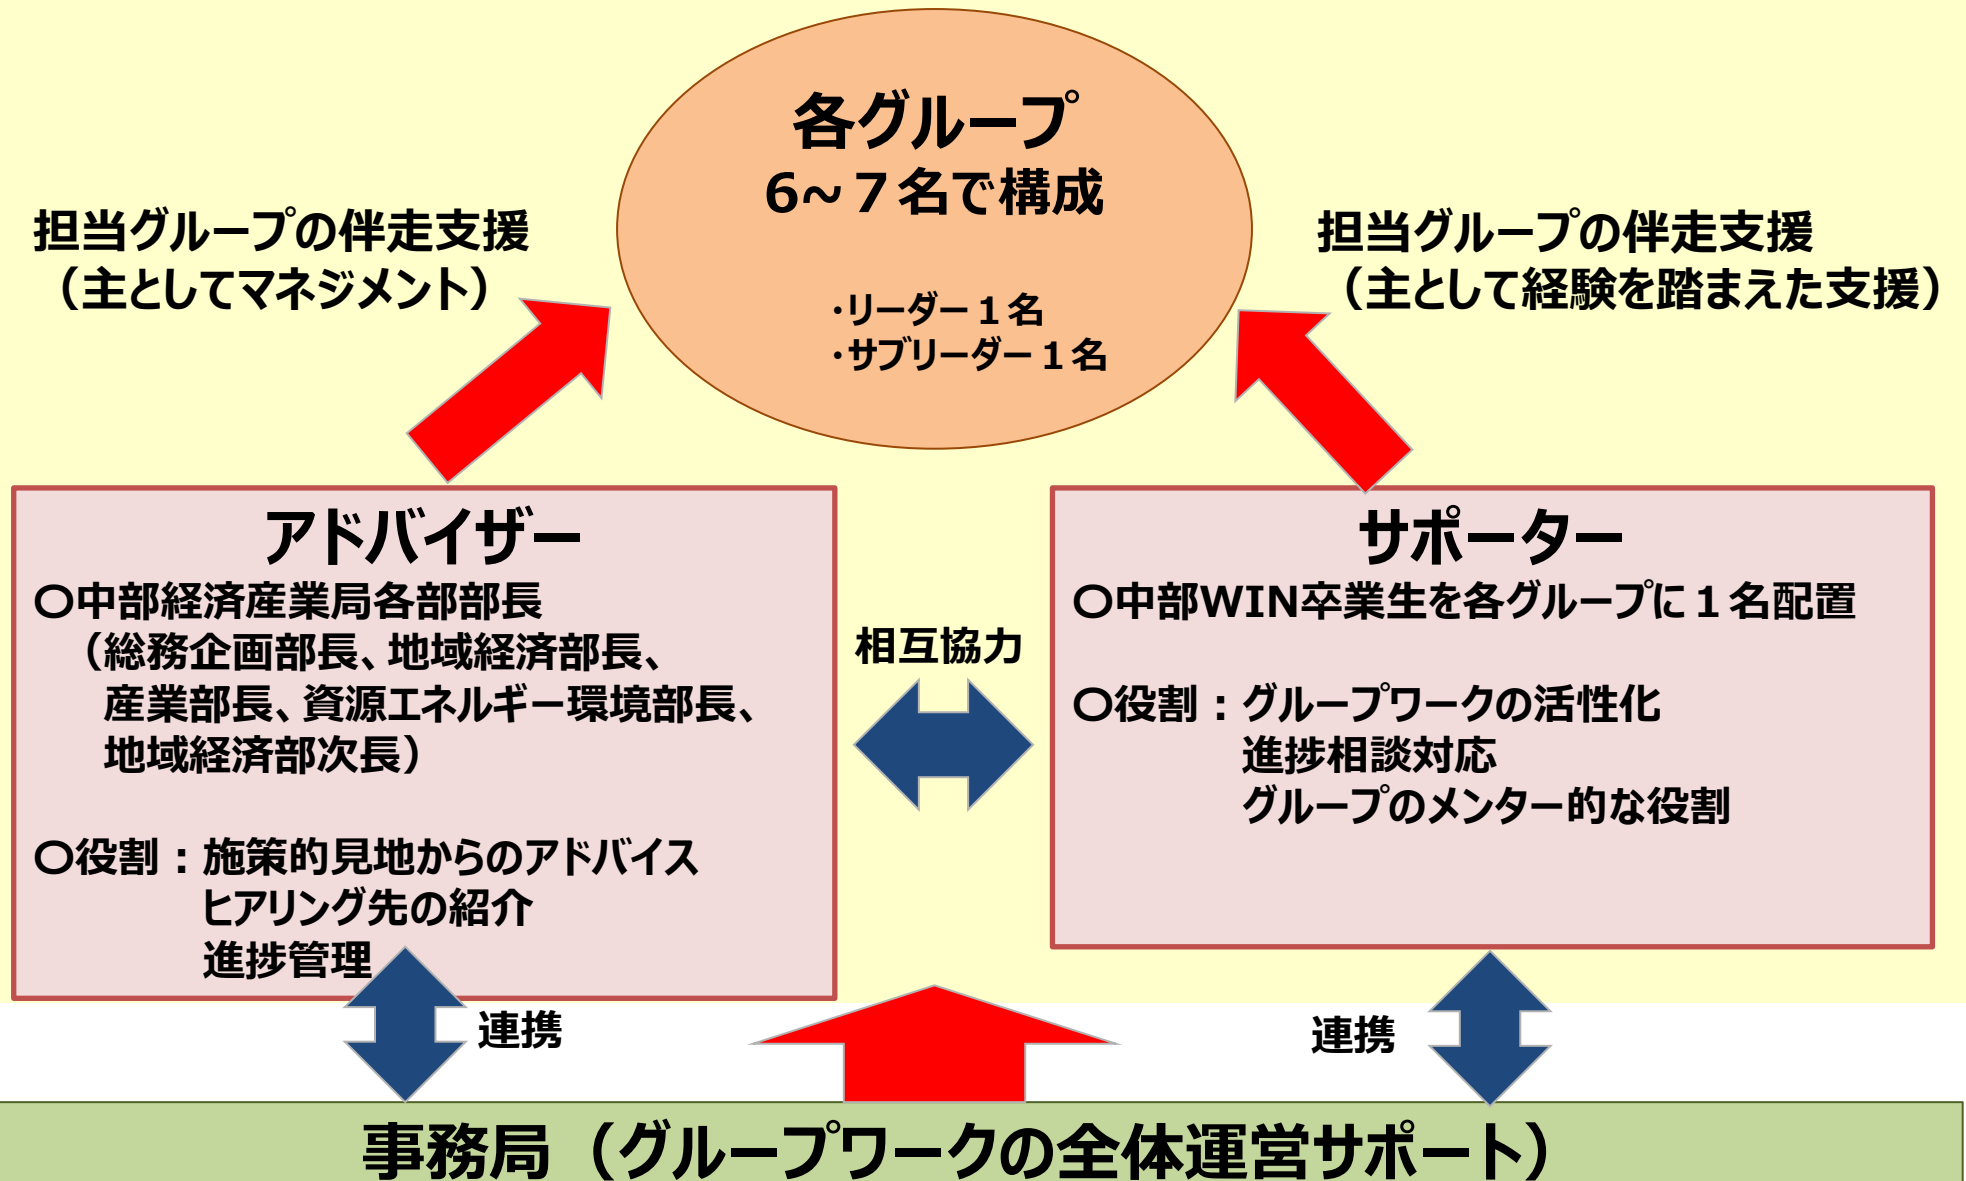 各グループ
6~７名で構成
・リーダー１名
・サブリーダー１名
担当グループの伴走支援
（主としてマネジメント）
担当グループの伴走支援
（主として経験を踏まえた支援）
アドバイザー
〇中部経済産業局各部部長
（総務企画部長、地域経済部長、
産業部長、資源エネルギー環境部長、
地域経済部次長）
〇役割：施策的見地からのアドバイス
ヒアリング先の紹介
進捗管理
相互協力
サポーター
〇中部WIN卒業生を各グループに１名配置
〇役割：グループワークの活性化
進捗相談対応
グループのメンター的な役割
連携
連携
事務局（グループワークの全体運営サポート）